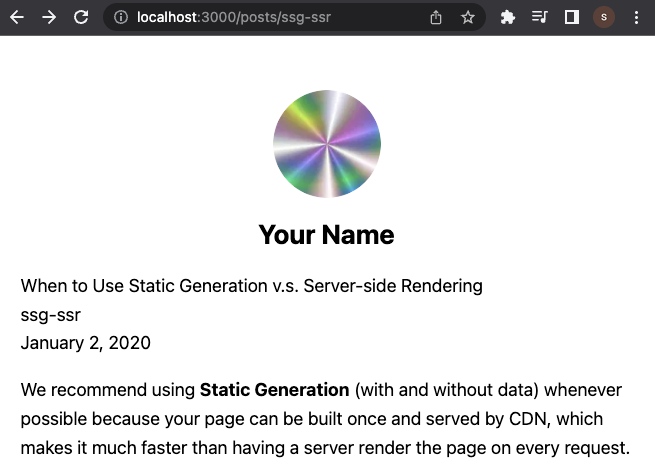 localhost:3000/posts/ssg-ssr
s
Your Name
When to Use Static Generation v.s. Server-side Rendering
ssg-ssr
January 2, 2020
We recommend using Static Generation (with and without data) whenever
possible because your page can be built once and served by CDN, which
makes it much faster than having a server render the page on every request.